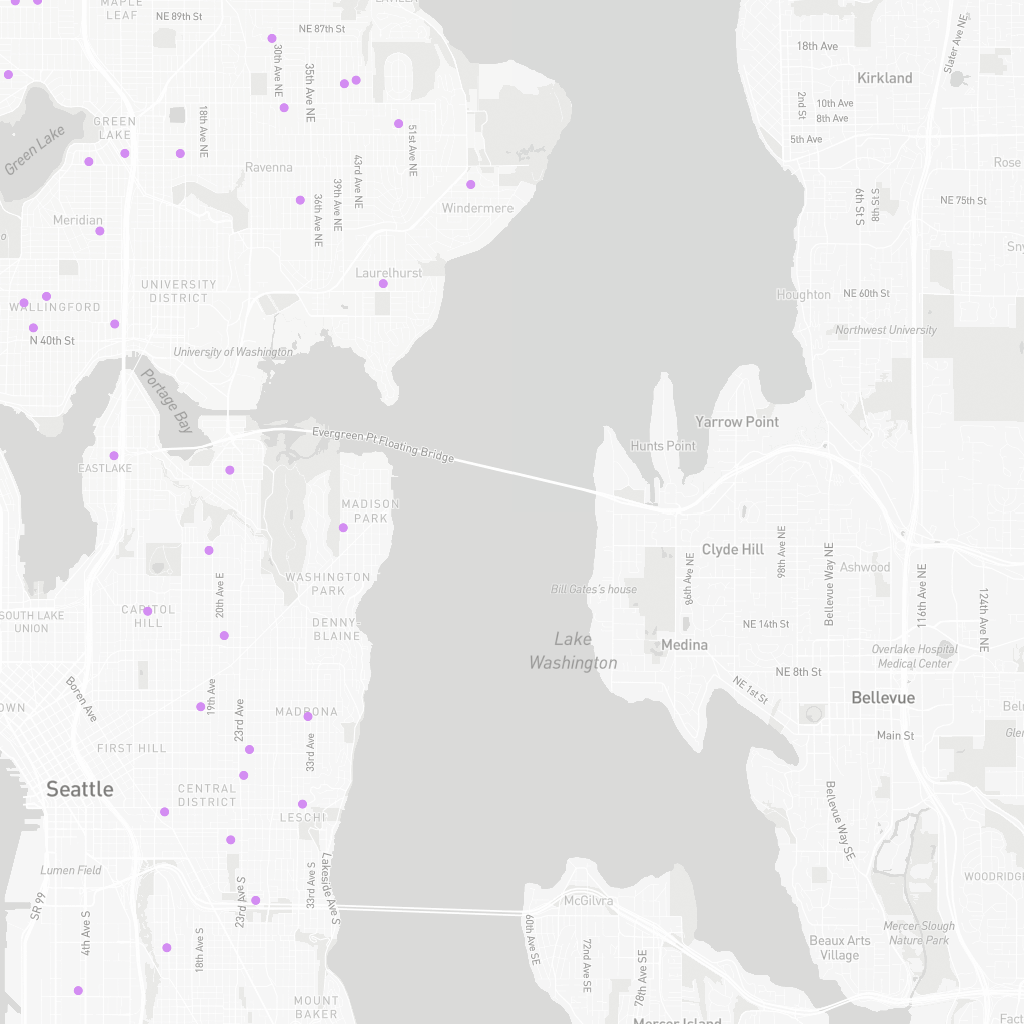 MAPLE
LEAF
NE 89th St
NE 87th St
30th Ave NE
35th Ave NE
18th Ave
Slater Ave NE
Kirkland
2nd St
10th Ave
8th Ave
5th Ave
GREEN
LAKE
Green Lake
18th Ave NE
51st Ave NE
Ravenna
43rd Ave NE
39th Ave NE
36th Ave NE
Rose
6th St S
8th St S
NE 75th St
Windermere
Meridian
Laurelhurst
UNIVERSITY
DISTRICT
WALLINGFORD
Houghton
NE 60th St
Northwest University
N 40th St
University of Washington
Portage Bay
Evergreen Pt Floating Bridge
Yarrow Point
Hunts Point
EASTLAKE
MADISON
PARK
Clyde Hill
98th Ave NE
Bellevue Way NE
Ashwood
86th Ave NE
116th Ave NE
124th Ave NE
WASHINGTON
PARK
Bill Gates's house
20th Ave E
CAPITOL
HILL
SOUTH LAKE
UNION
DENNY-
BLAINE
NE 14th St
Lake
Washington
Medina
Overlake Hospital
Medical Center
NE 8th St
NE 1st St
Bellevue
Boren Ave
19th Ave
23rd Ave
MADRONA
33rd Ave
Main St
FIRST HILL
Seattle
CENTRAL
DISTRICT
LESCHI
Bellevue Way SE
Lumen Field
Lakeside Ave S
33rd Ave S
23rd Ave S
SR 99
4th Ave S
18th Ave S
McGilvra
60th Ave SE
72nd Ave SE
78th Ave SE
WOODRIDGE
Mercer Slough
Nature Park
Beaux Arts
Village
MOUNT
BAKER
Mercer Island